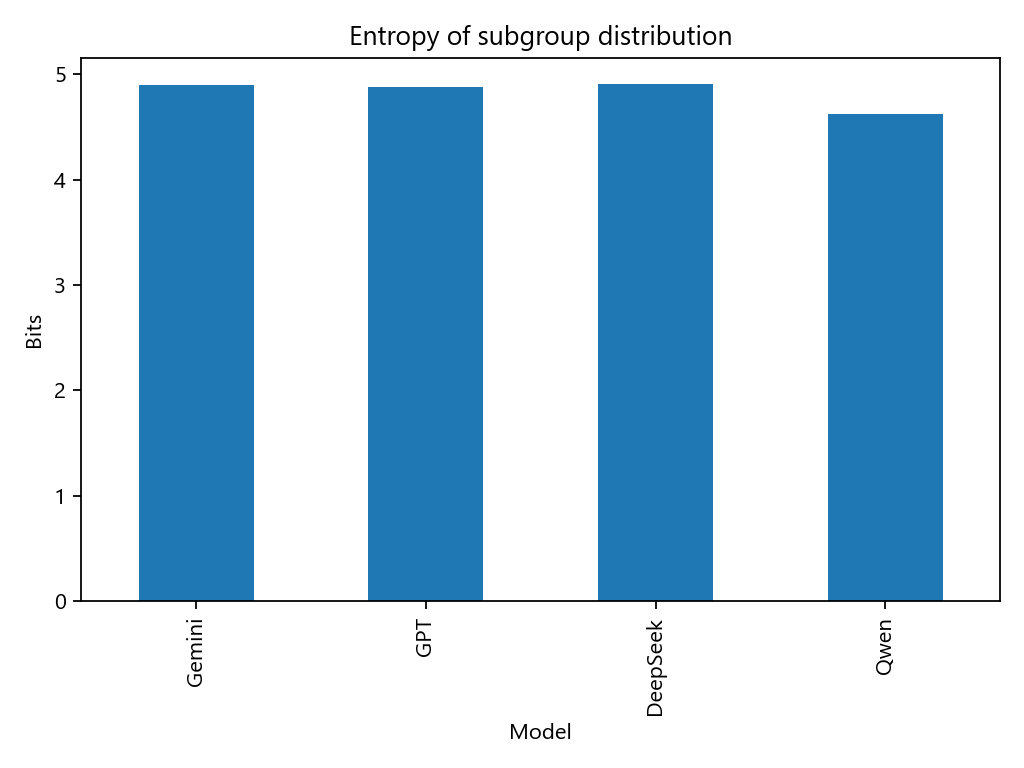 Entropy of subgroup distribution
5
4
3
2
1
0
Bits
Gemini
GPT
DeepSeek
Qwen
Model